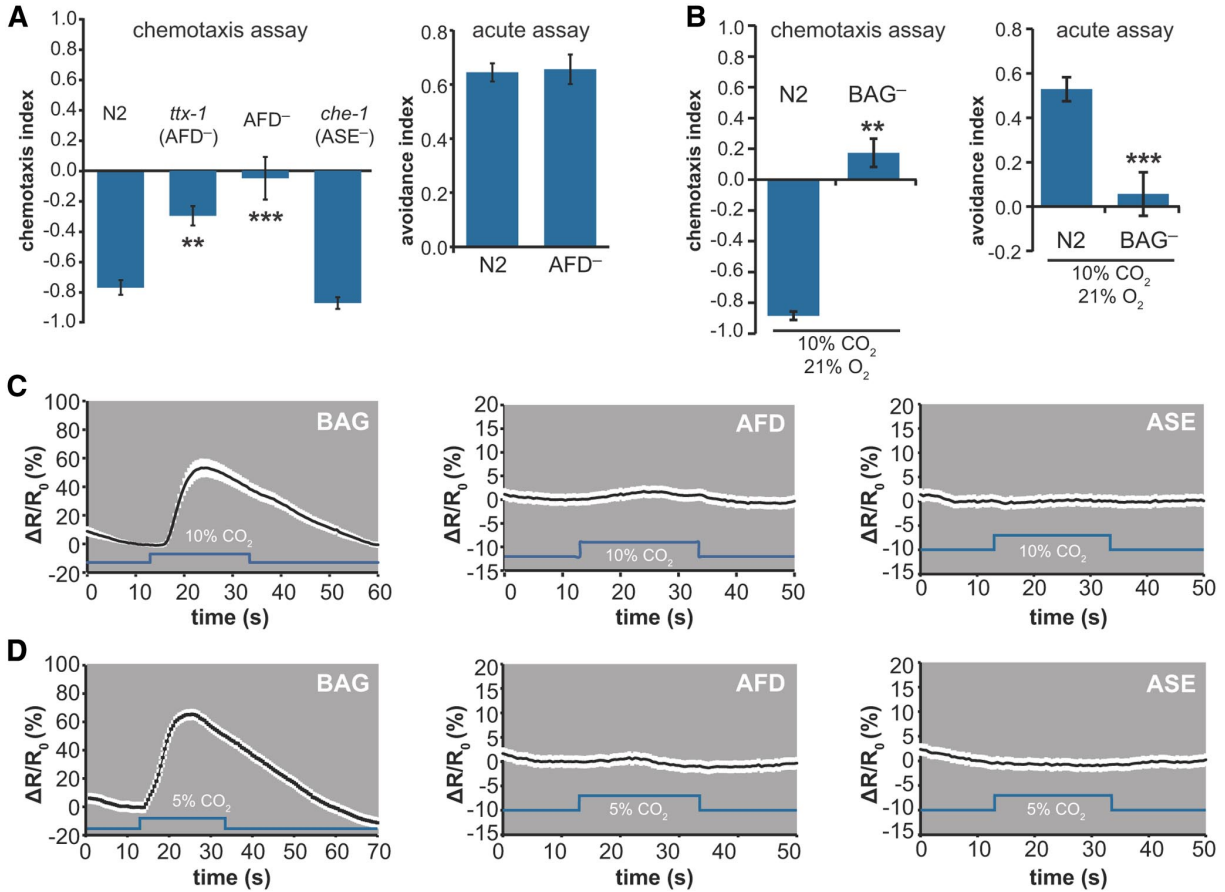 A
chemotaxis assay
chemotaxis index
1.0
0.8
0.6
0.4
0.2
0.0
-0.2
-0.4
-0.6
-0.8
-1.0
N2
ttx-1
(AFD–)
AFD–
che-1
(ASE–)
**
***
acute assay
avoidance index
0.8
0.6
0.4
0.2
0.0
N2
AFD–
B
chemotaxis assay
chemotaxis index
1.0
0.8
0.6
0.4
0.2
0.0
-0.2
-0.4
-0.6
-0.8
-1.0
N2
BAG–
**
10% CO2
21% O2
acute assay
avoidance index
0.8
0.6
0.4
0.2
0.0
-0.2
***
N2
BAG–
10% CO2
21% O2
C
BAG
ΔR/R0 (%)
100
80
60
40
20
0
-20
10% CO2
0 10 20 30 40 50 60
time (s)
AFD
ΔR/R0 (%)
20
15
10
5
0
-5
-10
-15
10% CO2
0 10 20 30 40 50
time (s)
ASE
ΔR/R0 (%)
20
15
10
5
0
-5
-10
-15
10% CO2
0 10 20 30 40 50
time (s)
D
BAG
ΔR/R0 (%)
100
80
60
40
20
0
-20
5% CO2
0 10 20 30 40 50 60 70
time (s)
AFD
ΔR/R0 (%)
20
15
10
5
0
-5
-10
-15
5% CO2
0 10 20 30 40 50
time (s)
ASE
ΔR/R0 (%)
20
15
10
5
0
-5
-10
-15
5% CO2
0 10 20 30 40 50
time (s)